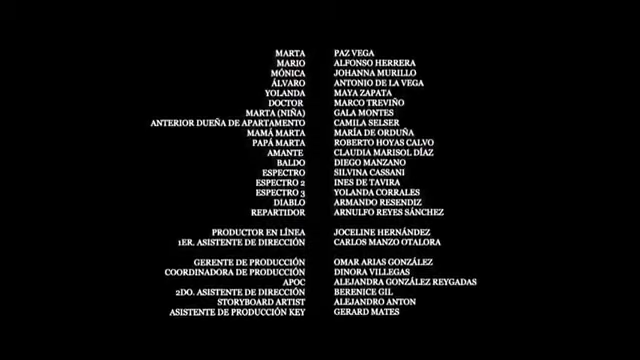 MARTA PAZ VEGA
MARIO ALFONSO HERRERA
MÓNICA JOHANNA MURILLO
ÁLVARO ANTONIO DE LA VEGA
YOLANDA MAYA ZAPATA
DOCTOR MARCO TREVIÑO
MARTA (NIÑA) GALA MONTES
ANTERIOR DUEÑA DE APARTAMENTO CAMILA SELSER
MAMÁ MARTA MARÍA DE ORDUÑA
PAPÁ MARTA ROBERTO HOYAS CALVO
AMANTE CLAUDIA MARISOL DÍAZ
BALDO DIEGO MANZANO
ESPECTRO SILVINA CASSANI
ESPECTRO 2 INES DE TAVIRA
ESPECTRO 3 YOLANDA CORRALES
DIABLO ARMANDO RESENDIZ
REPARTIDOR ARNULFO REYES SÁNCHEZ
PRODUCTOR EN LÍNEA JOCELINE HERNÁNDEZ
1ER. ASISTENTE DE DIRECCIÓN CARLOS MANZO OTALORA
GERENTE DE PRODUCCIÓN OMAR ARIAS GONZÁLEZ
COORDINADORA DE PRODUCCIÓN DINORA VILLEGAS
APOC ALEJANDRA GONZÁLEZ REYGADAS
2DO. ASISTENTE DE DIRECCIÓN BERENICE GIL
STORYBOARD ARTIST ALEJANDRO ANTON
ASISTENTE DE PRODUCCIÓN KEY GERARD MATES